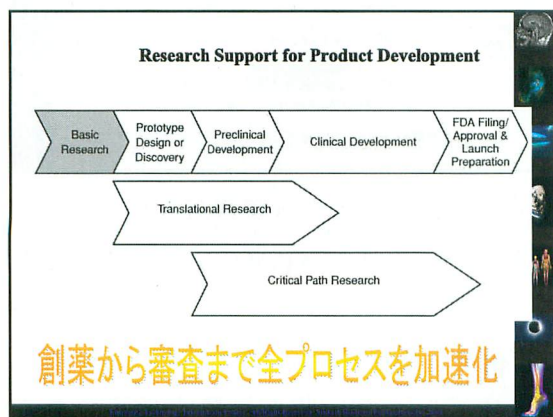 Research Support for Product Development
Basic
Research
Prototype
Design or
Discovery
Preclinical
Development
Clinical Development
FDA Filing/
Approval &
Launch
Preparation
Translational Research
Critical Path Research
創薬から審査まで全プロセスを加速化